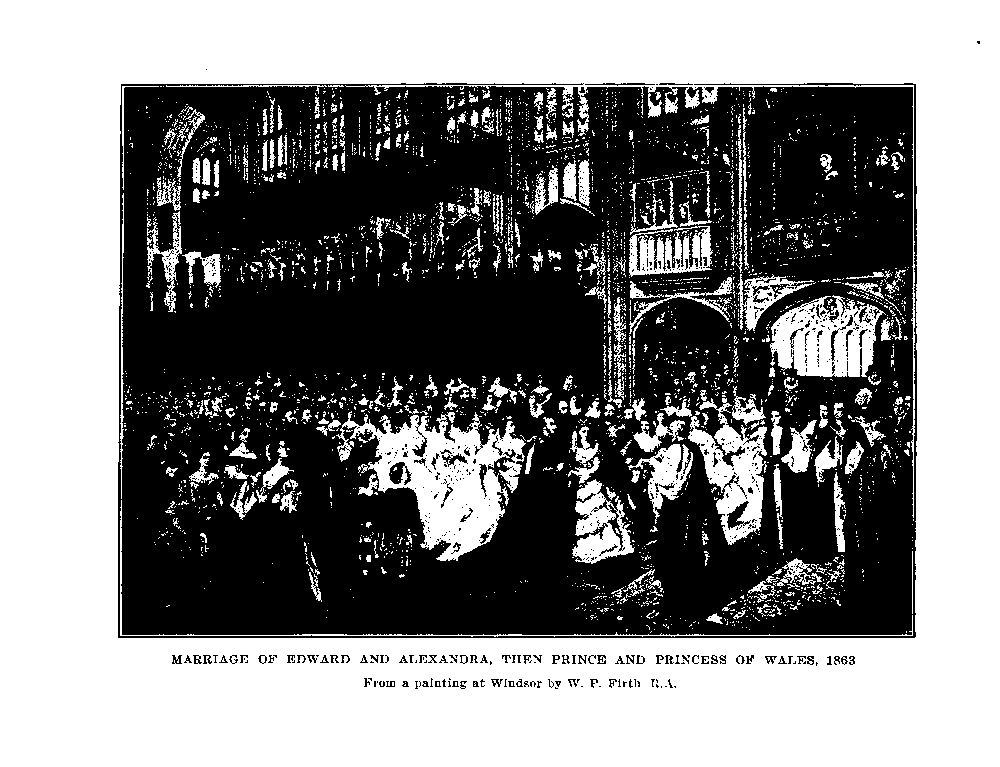 MARRIAGE OF EDWARD AND ALEXANDRA, THEN PRINCE AND PRINCESS OF WALES, 1863
From a painting at Windsor by W. P. Firth R.A.